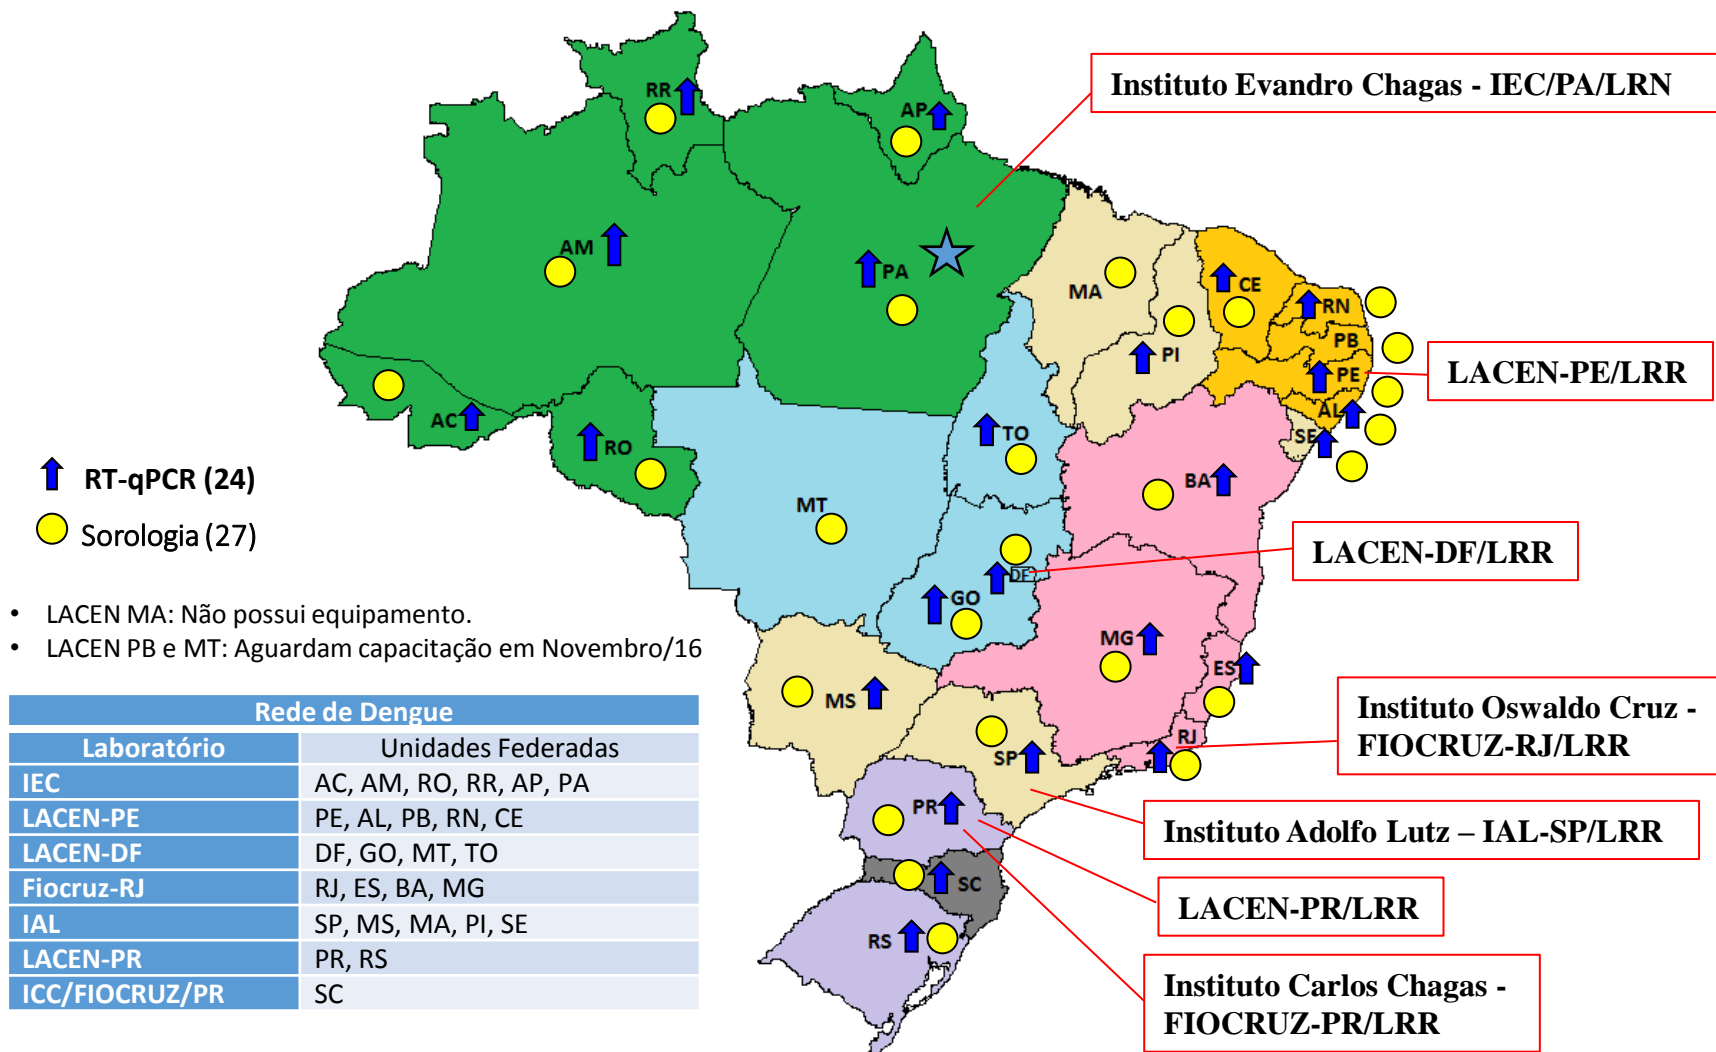 Instituto Evandro Chagas - IEC/PA/LRN
RR
AP
AM
PA
MA
CE
RN
PI
PB
PE
LACEN-PE/LRR
AL
AC
RO
TO
SE
BA
RT-qPCR (24)
Sorologia (27)
MT
LACEN-DF/LRR
DF
GO
• LACEN MA: Não possui equipamento.
• LACEN PB e MT: Aguardam capacitação em Novembro/16
MG
ES
MS
RJ
SP
Instituto Oswaldo Cruz -
FIOCRUZ-RJ/LRR
PR
Instituto Adolfo Lutz – IAL-SP/LRR
SC
LACEN-PR/LRR
RS
Instituto Carlos Chagas -
FIOCRUZ-PR/LRR
Rede de Dengue
Laboratório Unidades Federadas
IEC AC, AM, RO, RR, AP, PA
LACEN-PE PE, AL, PB, RN, CE
LACEN-DF DF, GO, MT, TO
Fiocruz-RJ RJ, ES, BA, MG
IAL SP, MS, MA, PI, SE
LACEN-PR PR, RS
ICC/FIOCRUZ/PR SC